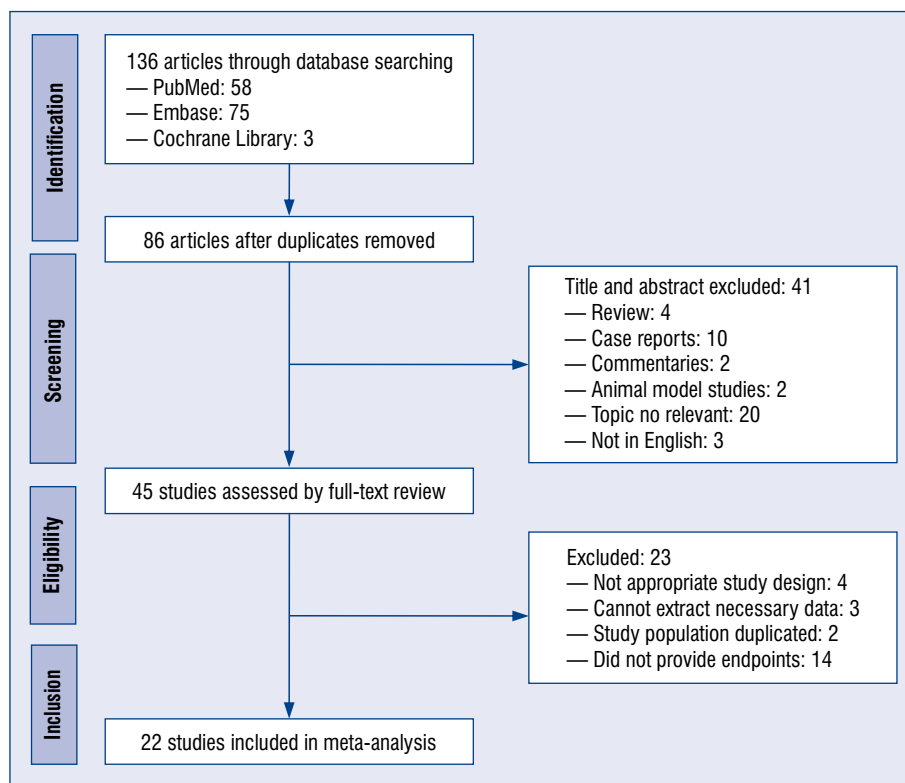 Identification
136 articles through database searching
— PubMed: 58
— Embase: 75
— Cochrane Library: 3
86 articles after duplicates removed
Screening
Title and abstract excluded: 41
— Review: 4
— Case reports: 10
— Commentaries: 2
— Animal model studies: 2
— Topic no relevant: 20
— Not in English: 3
45 studies assessed by full-text review
Eligibility
Excluded: 23
— Not appropriate study design: 4
— Cannot extract necessary data: 3
— Study population duplicated: 2
— Did not provide endpoints: 14
Inclusion
22 studies included in meta-analysis